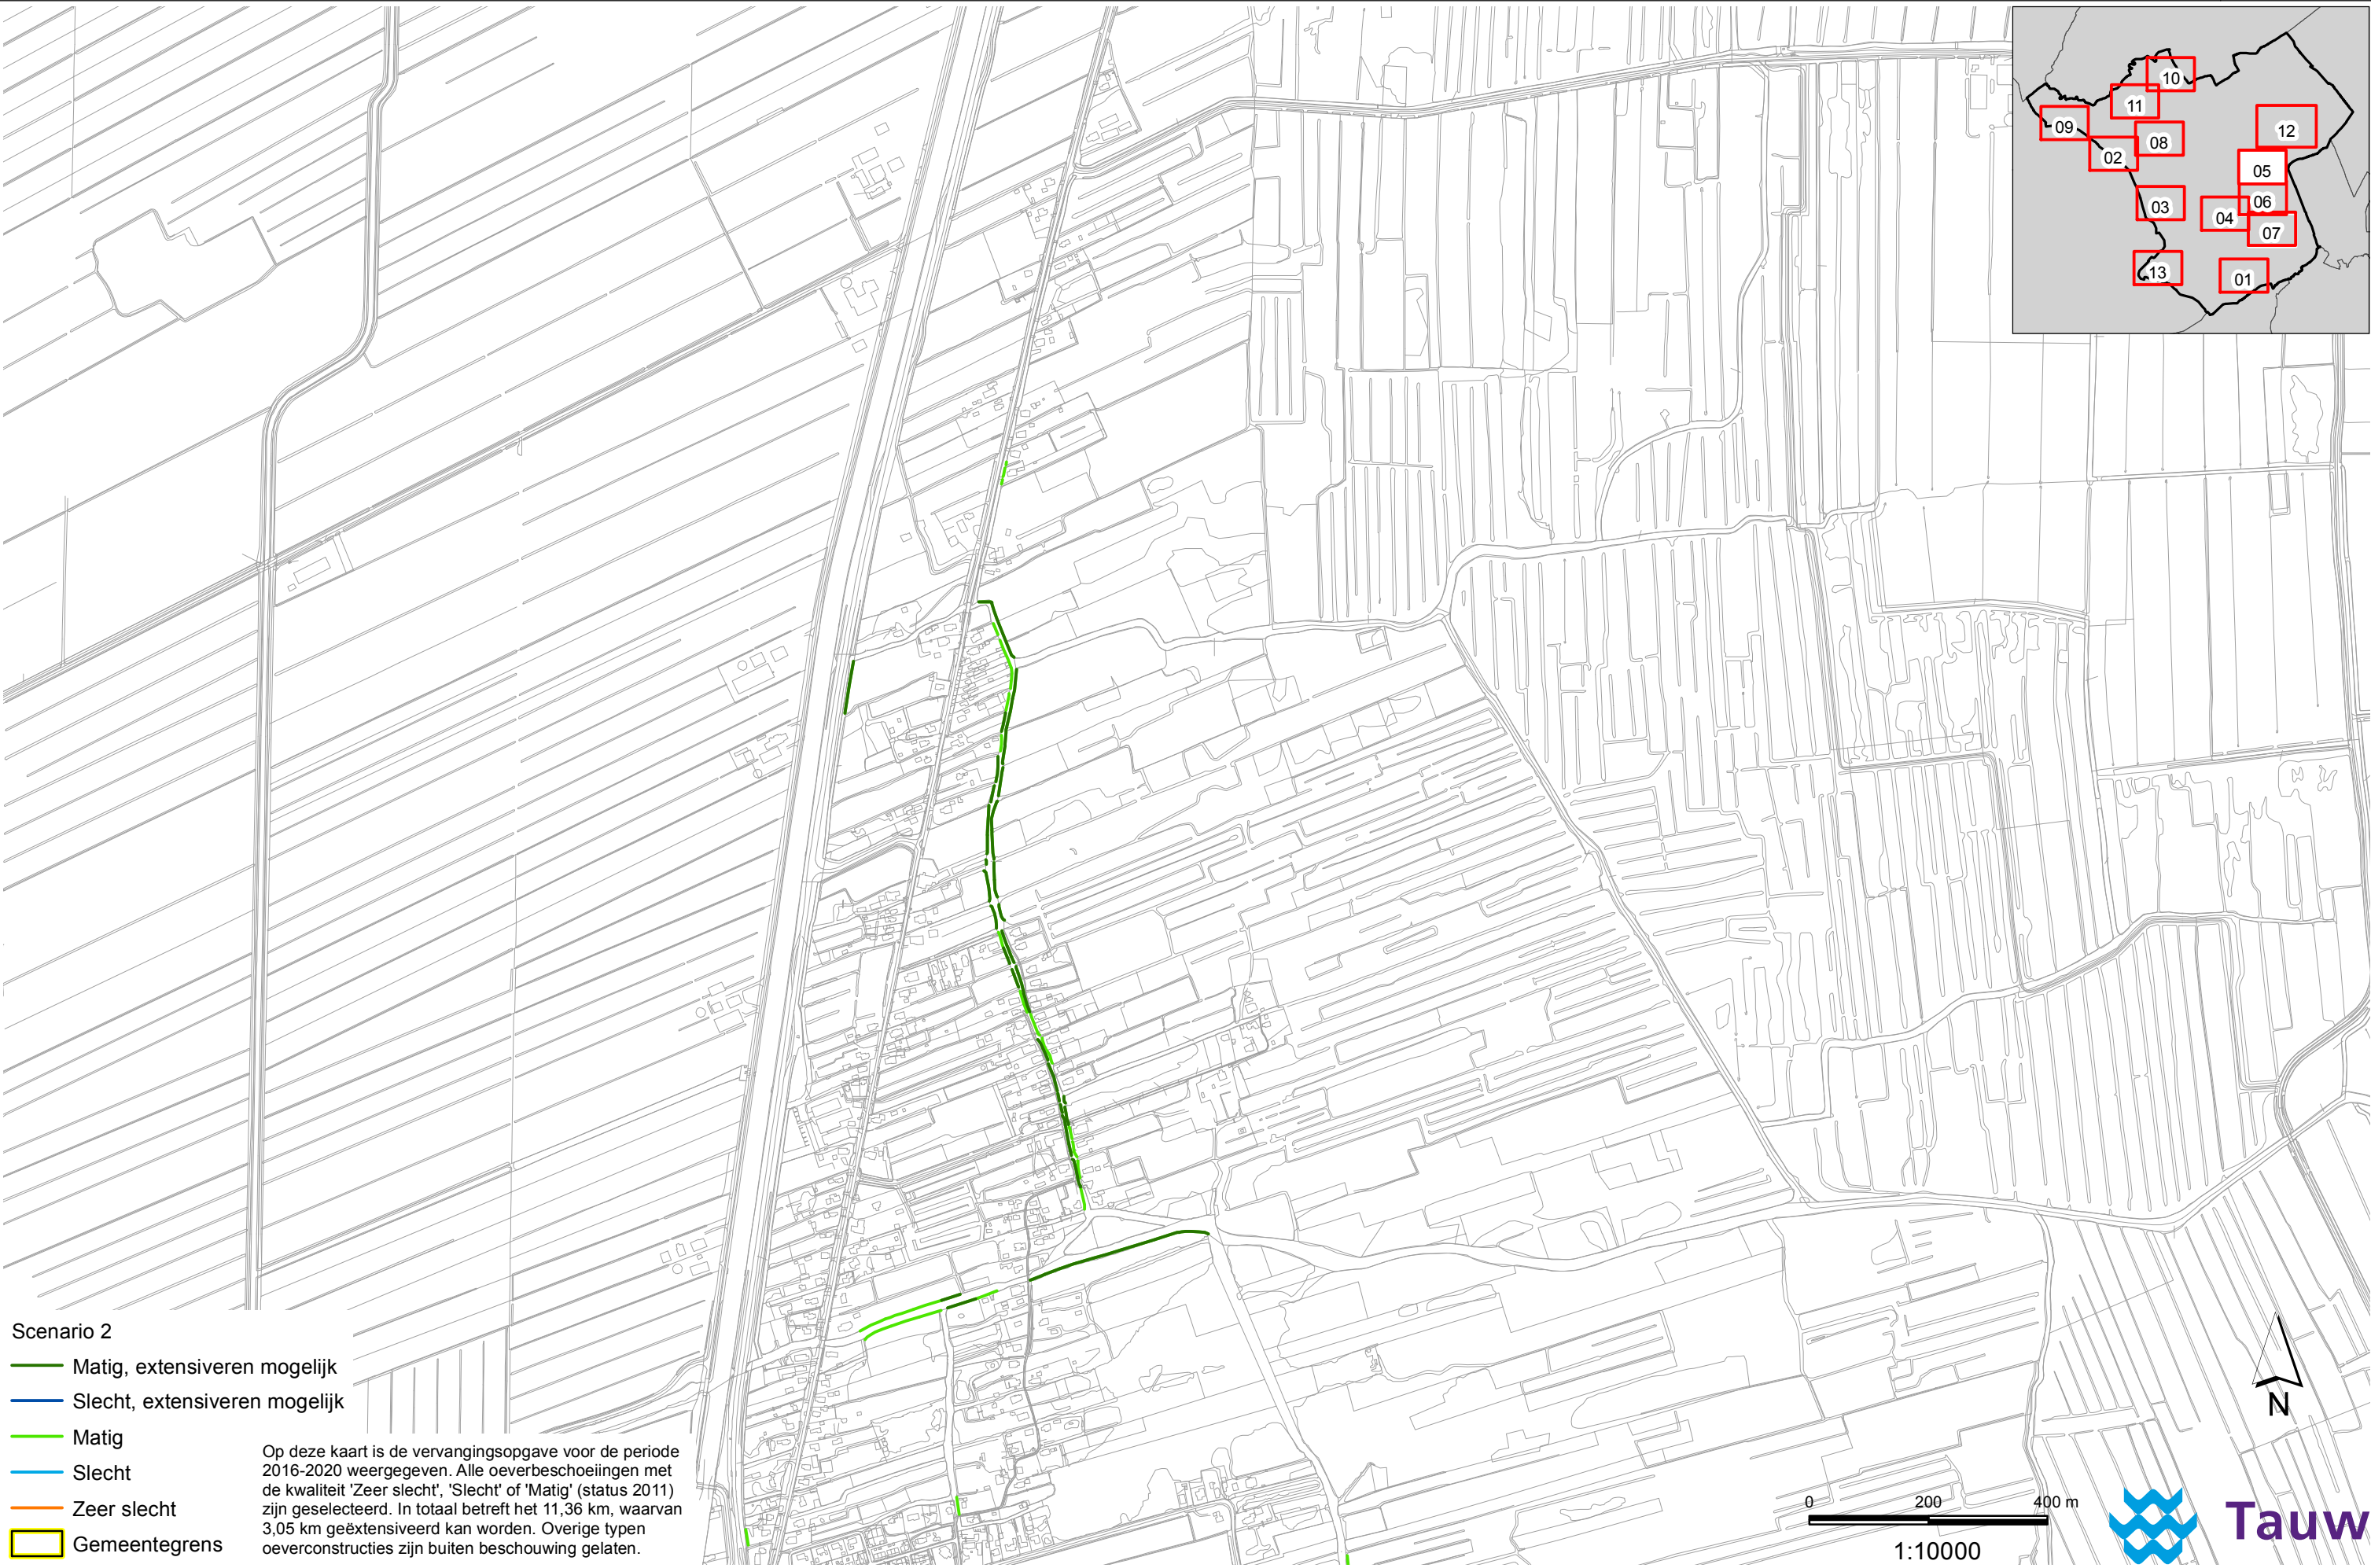 10
11
09
12
08
02
05
03
06
04
07
13
01
Scenario 2
Matig, extensiveren mogelijk
Slecht, extensiveren mogelijk
Matig
Slecht
Zeer slecht
Gemeentegrens
Op deze kaart is de vervangingsopgave voor de periode
2016-2020 weergegeven. Alle oeverbeschoeiingen met
de kwaliteit 'Zeer slecht', 'Slecht' of 'Matig' (status 2011)
zijn geselecteerd. In totaal betreft het 11,36 km, waarvan
3,05 km geëxtensiveerd kan worden. Overige typen
oeverconstructies zijn buiten beschouwing gelaten.
N
0 200 400 m
1:10000
Tauw